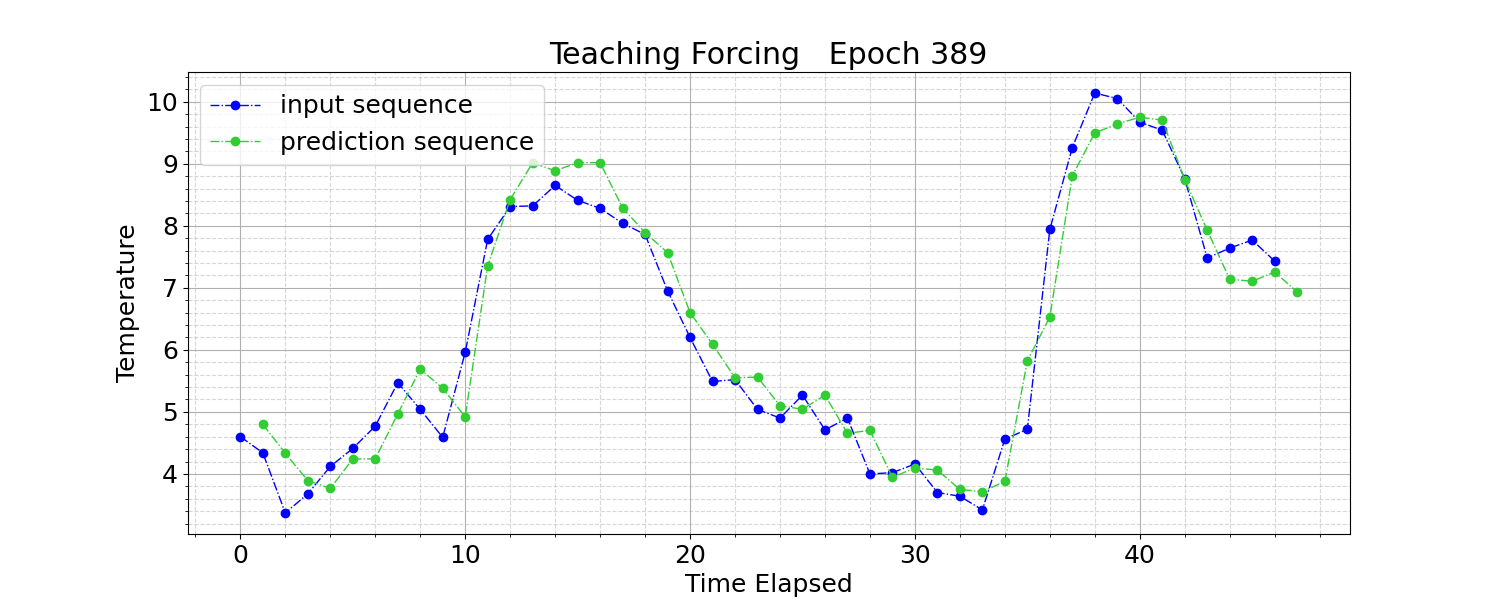 Teaching Forcing   Epoch 389
input sequence
prediction sequence
10
9
8
7
6
5
4
Temperature
0 10 20 30 40
Time Elapsed